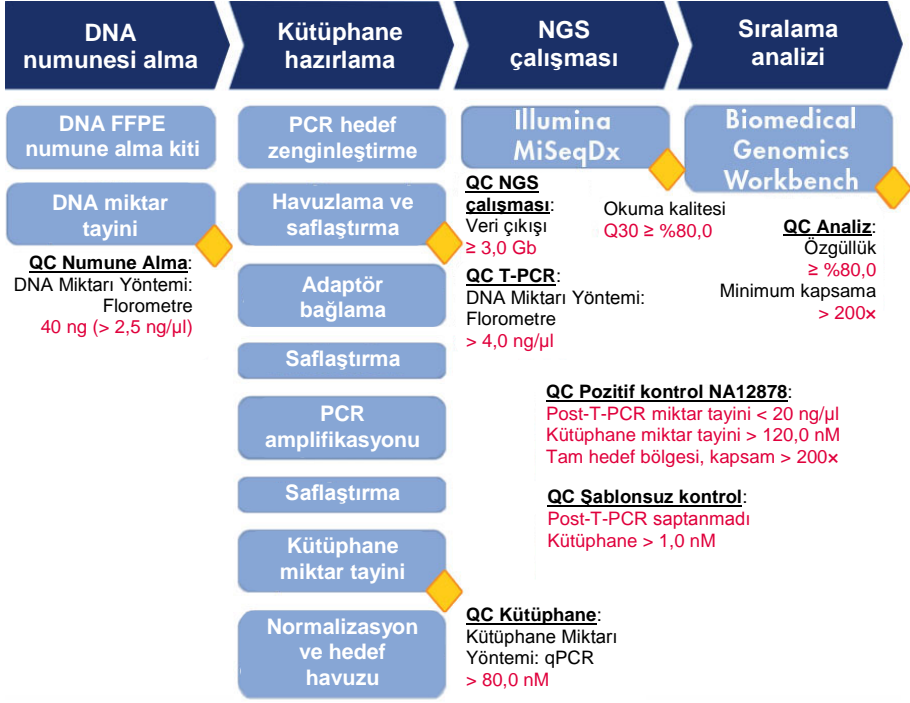 DNA
numunesi alma
Kütüphane
hazırlama
NGS
çalışması
Sıralama
analizi
DNA FFPE
numune alma kiti
DNA miktar
tayini
QC Numune Alma:
DNA Miktarı Yöntemi:
Florometre
40 ng (> 2,5 ng/µl)
PCR hedef
zenginleştirme
Havuzlama ve
saflaştırma
Adaptör
bağlama
Saflaştırma
PCR
amplifikasyonu
Saflaştırma
Kütüphane
miktar tayini
Normalizasyon
ve hedef
havuzu
Illumina
MiSeqDx
QC NGS
çalışması:
Veri çıkışı
≥ 3,0 Gb
Okuma kalitesi
Q30 ≥ %80,0
QC T-PCR:
DNA Miktarı Yöntemi:
Florometre
> 4,0 ng/µl
Biomedical
Genomics
Workbench
QC Analiz:
Özgüllük
≥ %80,0
Minimum kapsama
> 200×
QC Pozitif kontrol NA12878:
Post-T-PCR miktar tayini < 20 ng/µl
Kütüphane miktar tayini > 120,0 nM
Tam hedef bölgesi, kapsam > 200×
QC Şablonsuz kontrol:
Post-T-PCR saptanmadı
Kütüphane > 1,0 nM
QC Kütüphane:
Kütüphane Miktarı
Yöntemi: qPCR
> 80,0 nM